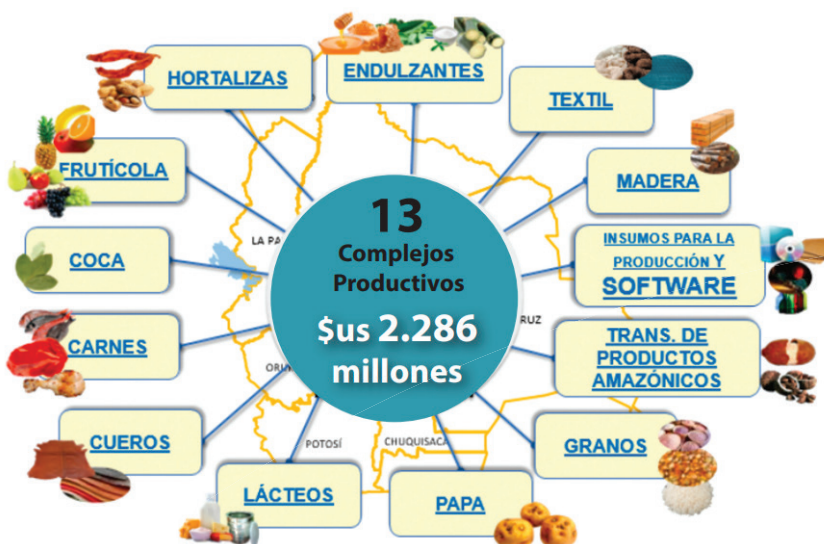 HORTALIZAS
ENDULZANTES
TEXTIL
FRUTÍCOLA
MADERA
COCA
INSUMOS PARA LA
PRODUCCIÓN Y
SOFTWARE
CARNES
TRANS. DE
PRODUCTOS
AMAZÓNICOS
CUEROS
GRANOS
LÁCTEOS
PAPA
13
Complejos
Productivos
$us 2.286
millones
LA PA
RUZ
ORU
POTOSÍ
CHUQUISACA